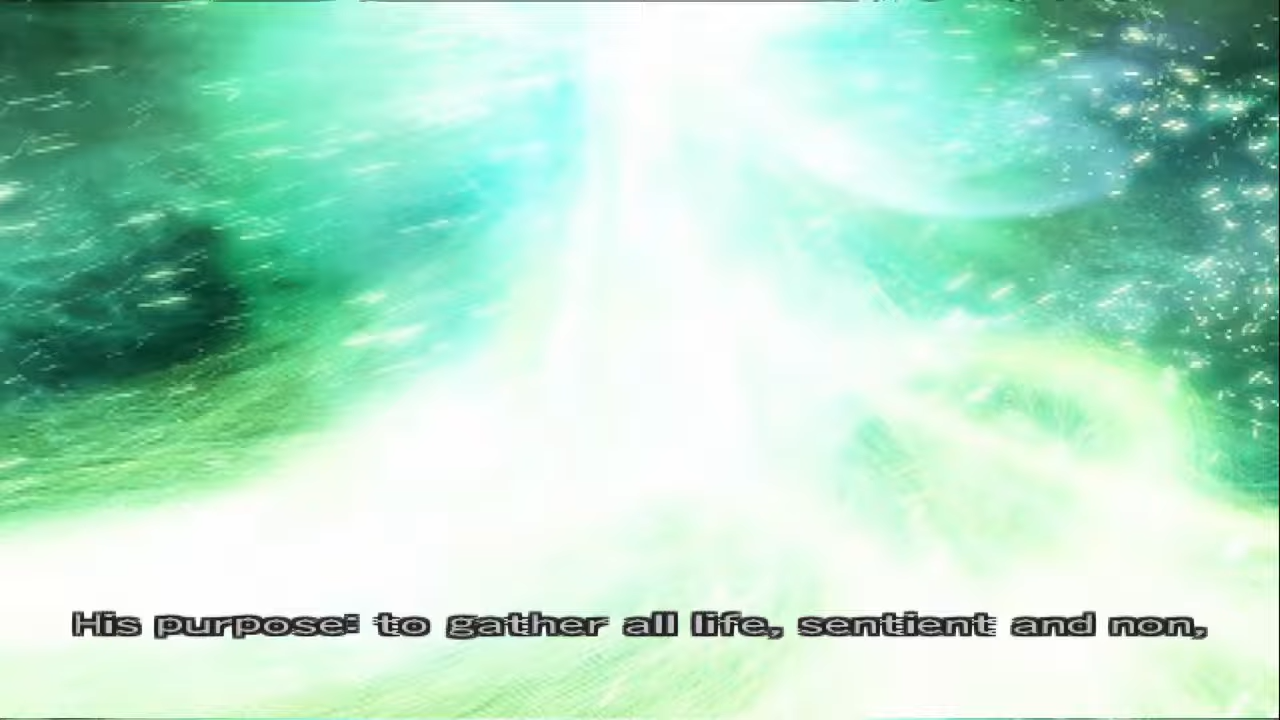 His purpose: to gather all life, sentient and non,